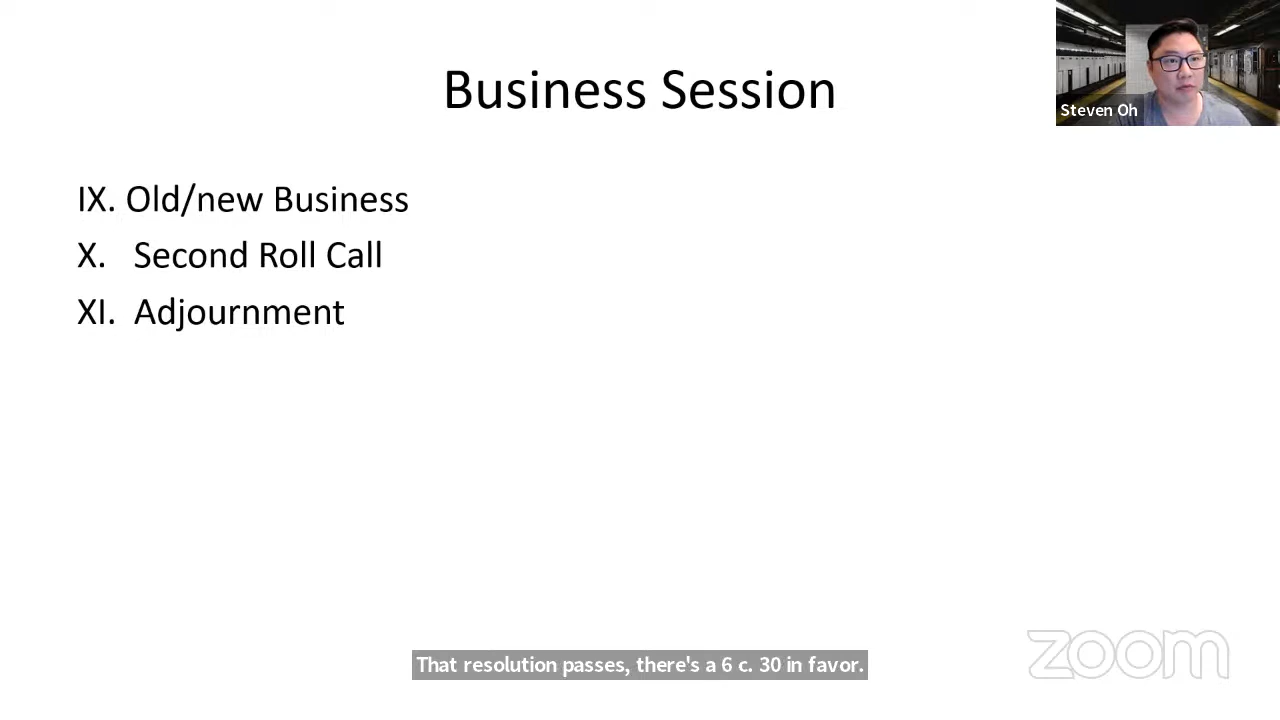 Business Session
Steven Oh
IX. Old/new Business
X. Second Roll Call
XI. Adjournment
That resolution passes, there's a 6 c. 30 in favor.
zoom